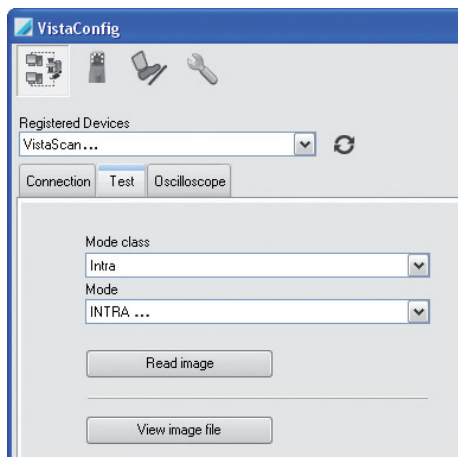 VistaConfig
Registered Devices
VistaScan...
Connection Test Oscilloscope
Mode class
Intra
Mode
INTRA ...
Read image
View image file